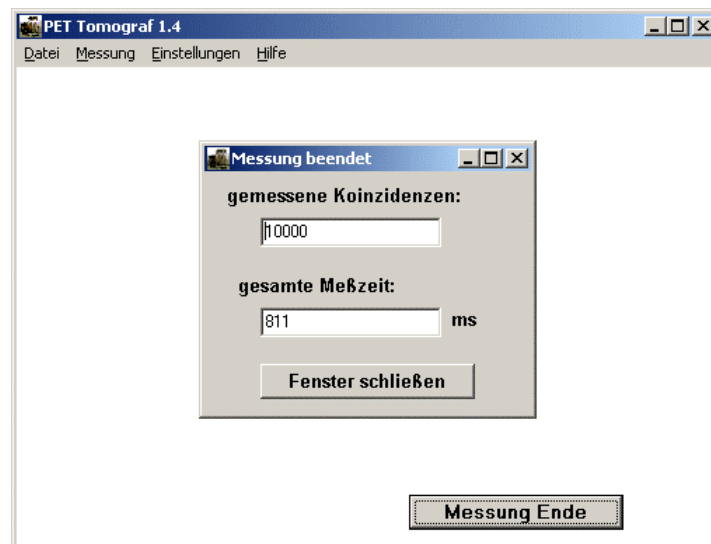 PET Tomograf 1.4
Datei Messung Einstellungen Hilfe
Messung beendet
gemessene Koinzidenzen:
10000
gesamte Meßzeit:
811 ms
Fenster schließen
Messung Ende